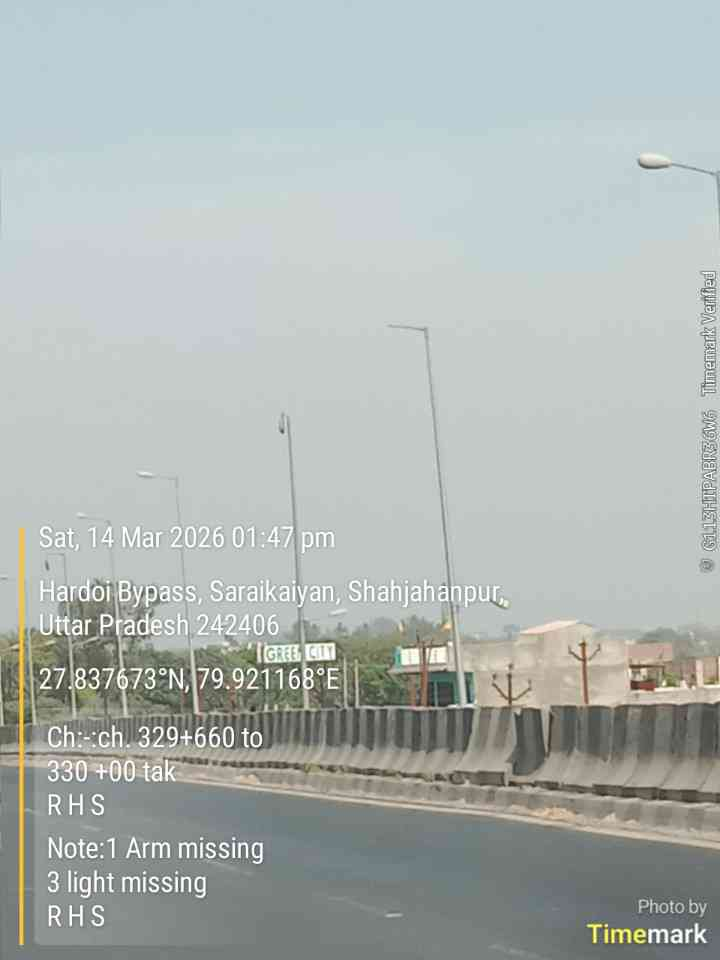 Timemark Verified
© G11ZHTPABRZ6W6
Sat, 14 Mar 2026 01:47 pm
Hardoi Bypass, Saraikaiyan, Shahjahanpur,
Uttar Pradesh 242406
GREEN CITY
27.837673°N, 79.921168°E
Ch:-:ch. 329+660 to
330 +00 tak
R H S
Note:1 Arm missing
3 light missing
R H S
Photo by
Timemark